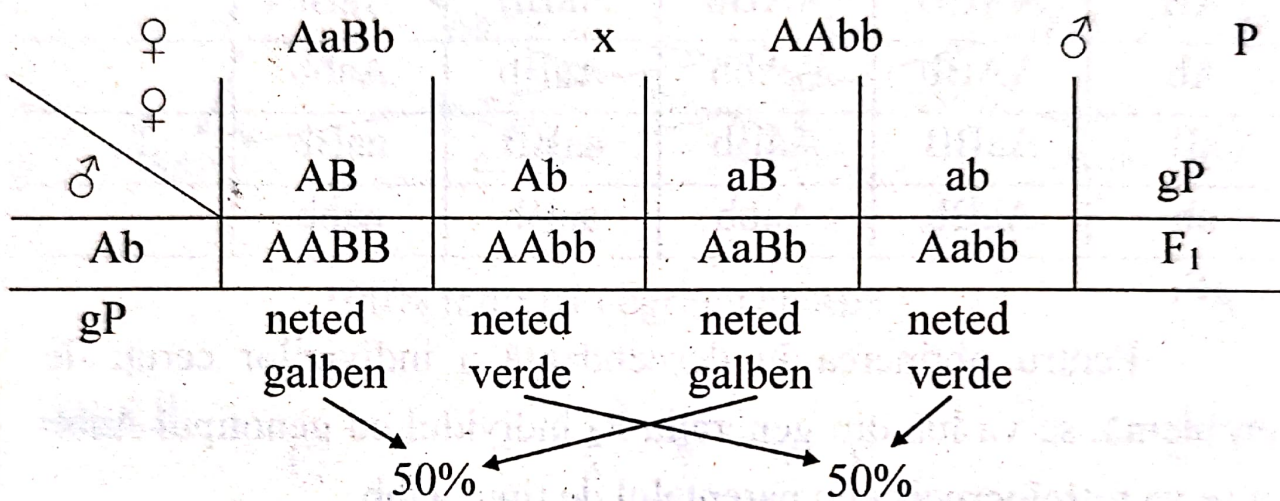 ♀ AaBb x AAbb ♂ P
♀
♂ AB Ab aB ab gP
Ab AABB AAbb AaBb Aabb F₁
gP neted neted neted neted
galben verde galben verde
50% 50%